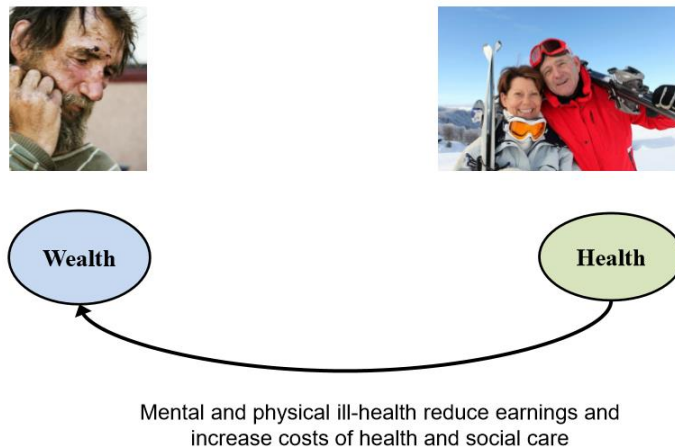 Wealth
Health
Mental and physical ill-health reduce earnings and
increase costs of health and social care